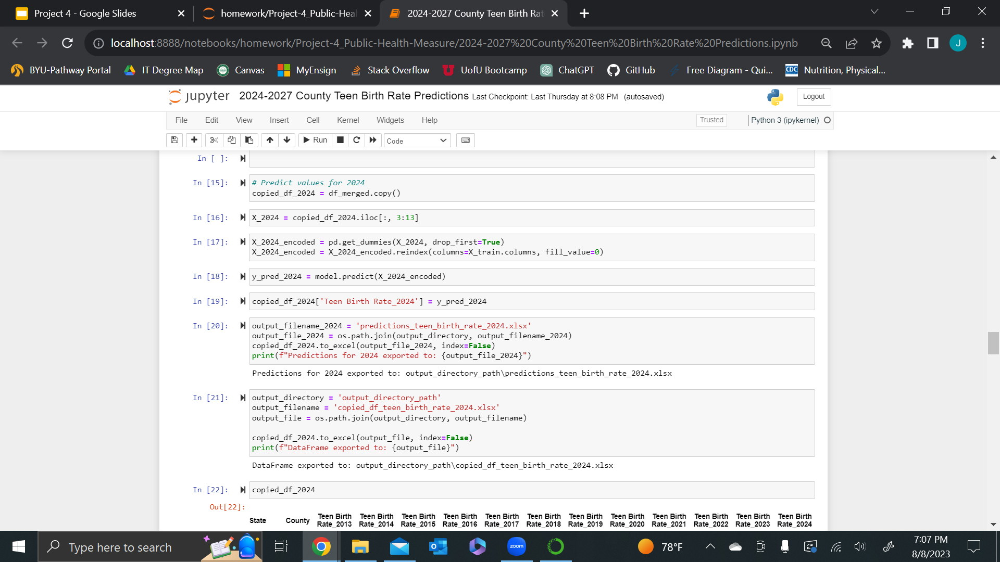 Project 4 - Google Slides
homework/Project-4_Public-Heal
2024-2027 County Teen Birth Rat
localhost:8888/notebooks/homework/Project-4_Public-Health-Measure/2024-2027%20County%20Teen%20Birth%20Rate%20Predictions.ipynb
J
BYU-Pathway Portal
IT Degree Map
Canvas
MyEnsign
Stack Overflow
UofU Bootcamp
ChatGPT
GitHub
Free Diagram - Qui...
CDC
Nutrition, Physical...
jupyter 2024-2027 County Teen Birth Rate Predictions Last Checkpoint: Last Thursday at 8:08 PM (autosaved)
Logout
File Edit View Insert Cell Kernel Widgets Help
Trusted
Python 3 (ipykernel)
Run
Code
In [ ]:
In [15]:
# Predict values for 2024
copied_df_2024 = df_merged.copy()
In [16]:
X_2024 = copied_df_2024.iloc[:, 3:13]
In [17]:
X_2024_encoded = pd.get_dummies(X_2024, drop_first=True)
X_2024_encoded = X_2024_encoded.reindex(columns=X_train.columns, fill_value=0)
In [18]:
y_pred_2024 = model.predict(X_2024_encoded)
In [19]:
copied_df_2024['Teen Birth Rate_2024'] = y_pred_2024
In [20]:
output_filename_2024 = 'predictions_teen_birth_rate_2024.xlsx'
output_file_2024 = os.path.join(output_directory, output_filename_2024)
copied_df_2024.to_excel(output_file_2024, index=False)
print(f"Predictions for 2024 exported to: {output_file_2024}")
Predictions for 2024 exported to: output_directory_path\predictions_teen_birth_rate_2024.xlsx
In [21]:
output_directory = 'output_directory_path'
output_filename = 'copied_df_teen_birth_rate_2024.xlsx'
output_file = os.path.join(output_directory, output_filename)
copied_df_2024.to_excel(output_file, index=False)
print(f"DataFrame exported to: {output_file}")
DataFrame exported to: output_directory_path\copied_df_teen_birth_rate_2024.xlsx
In [22]:
copied_df_2024
Out[22]:
State County Teen Birth Teen Birth Teen Birth Teen Birth Teen Birth Teen Birth Teen Birth Teen Birth Teen Birth Teen Birth Teen Birth Teen Birth
Rate_2013 Rate_2014 Rate_2015 Rate_2016 Rate_2017 Rate_2018 Rate_2019 Rate_2020 Rate_2021 Rate_2022 Rate_2023 Rate_2024
Type here to search
zoom
78°F
7:07 PM
8/8/2023